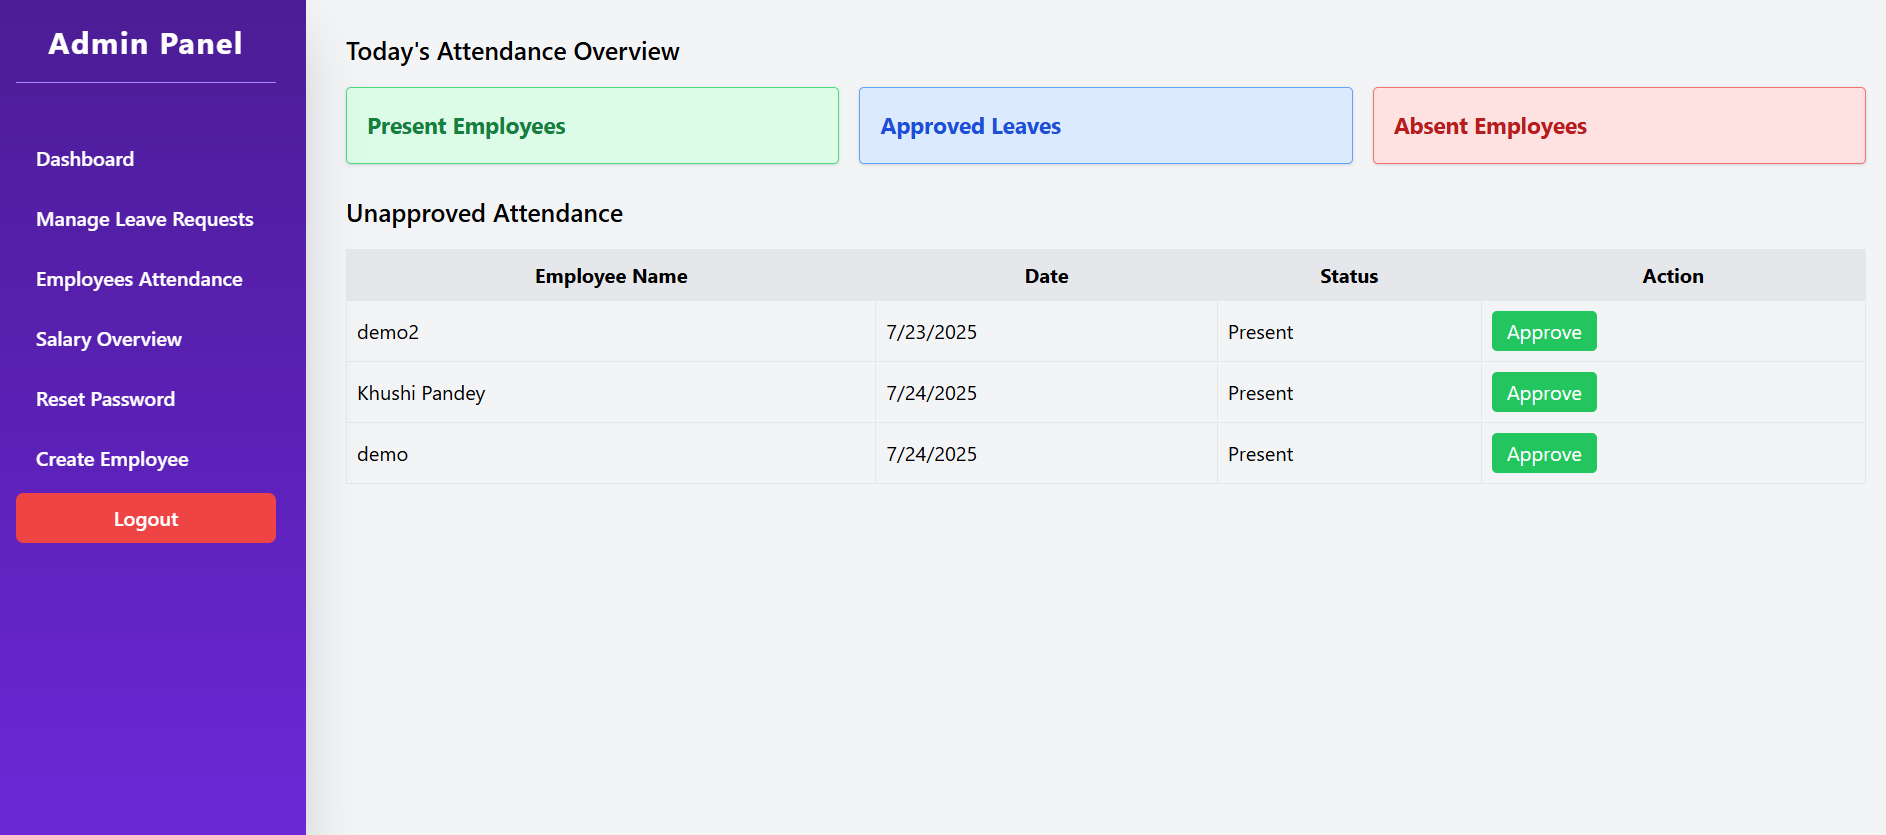 Admin Panel
Dashboard
Manage Leave Requests
Employees Attendance
Salary Overview
Reset Password
Create Employee
Logout
Today's Attendance Overview
Present Employees
Approved Leaves
Absent Employees
Unapproved Attendance
Employee Name Date Status Action
demo2 7/23/2025 Present Approve
Khushi Pandey 7/24/2025 Present Approve
demo 7/24/2025 Present Approve